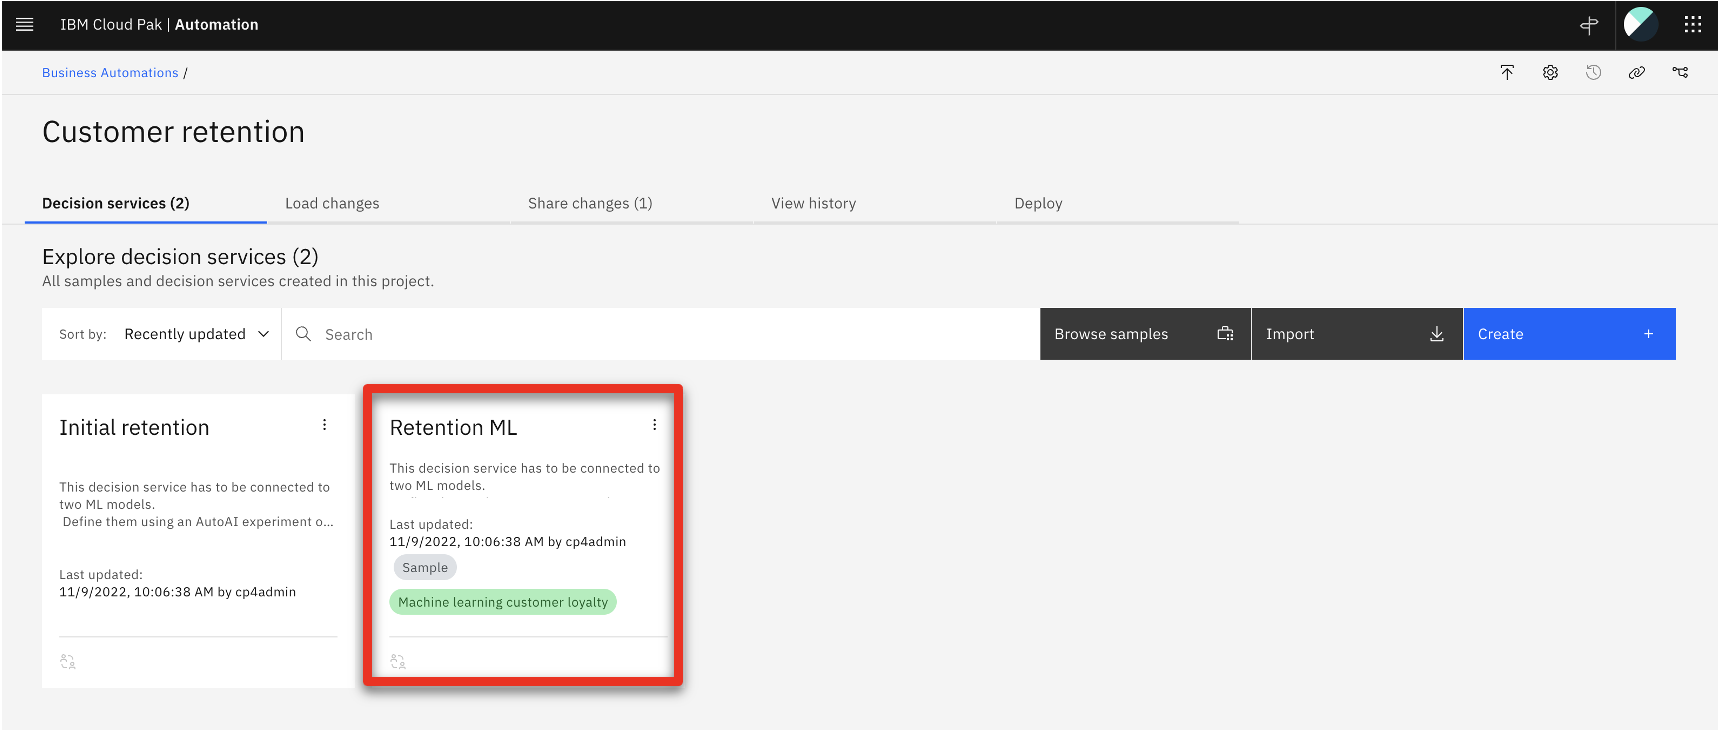 IBM Cloud Pak | Automation
Business Automations /
Customer retention
Decision services (2)
Load changes
Share changes (1)
View history
Deploy
Explore decision services (2)
All samples and decision services created in this project.
Sort by:
Recently updated
Search
Browse samples
Import
Create
Initial retention
This decision service has to be connected to
two ML models.
Define them using an AutoAI experiment o...
Last updated:
11/9/2022, 10:06:38 AM by cp4admin
Retention ML
This decision service has to be connected to
two ML models.
Last updated:
11/9/2022, 10:06:38 AM by cp4admin
Sample
Machine learning customer loyalty